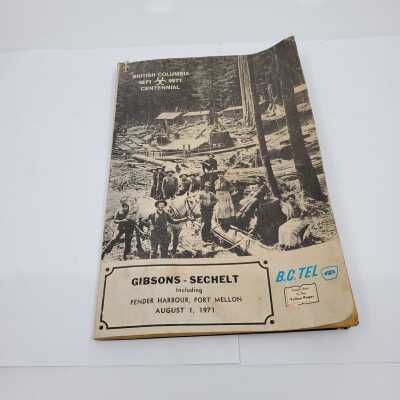 BRITISH COLUMBIA
1871 1971
CENTENNIAL
GIBSONS - SECHELT
Including
PENDER HARBOUR, PORT MELLON
AUGUST 1, 1971
B.C. TEL
Yellow Pages